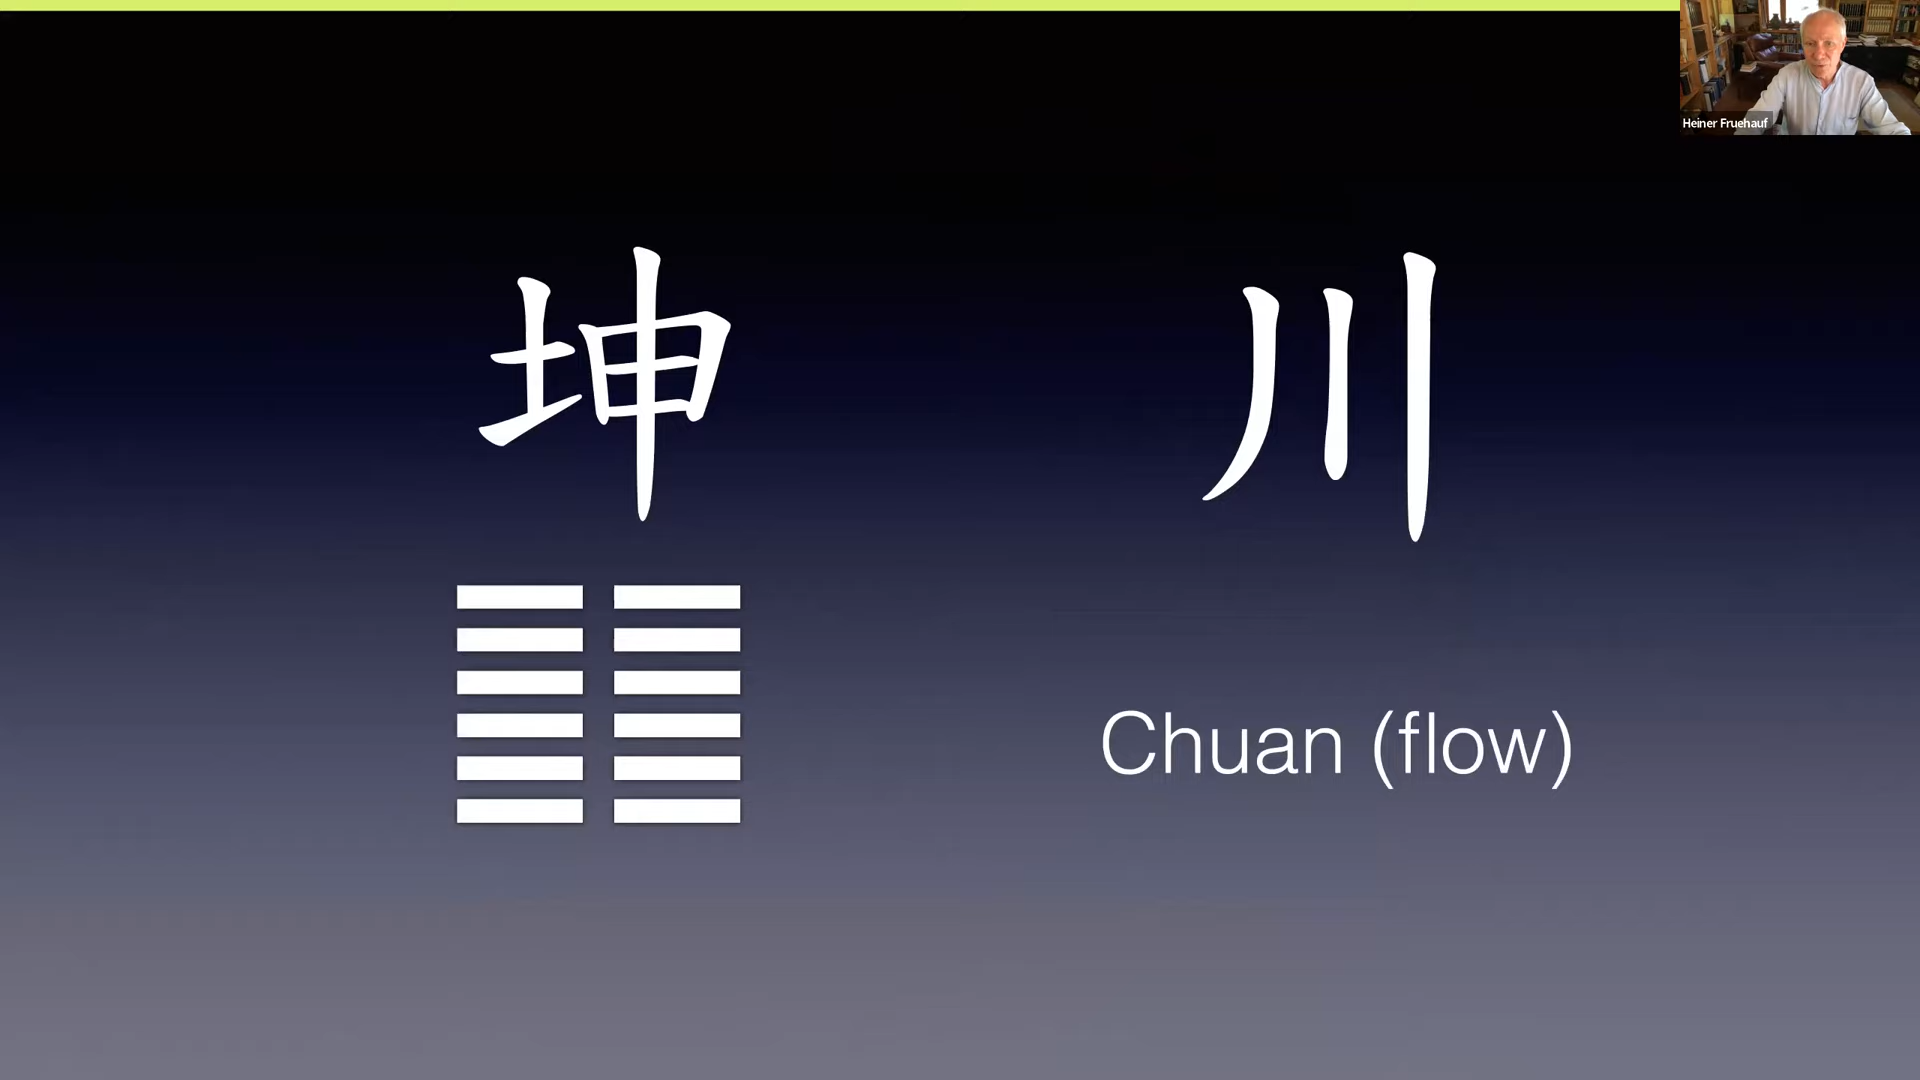 Heiner Fruehauf
坤 川
Chuan (flow)